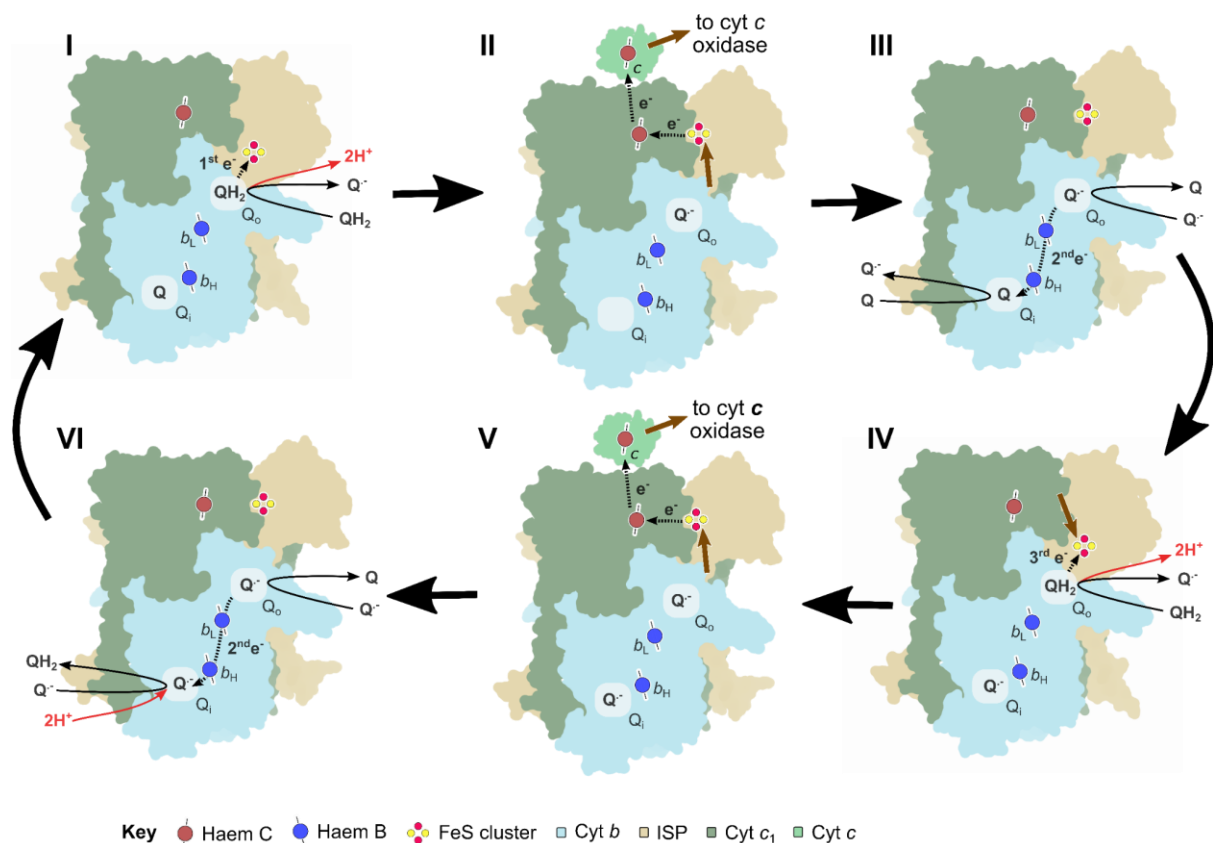 I
1st e-
2H+
QH2
Q·-
Qo
QH2
bL
bH
Q
Qi
II
to cyt c
oxidase
c
e-
e-
Q·-
Qo
bL
bH
Qi
III
Q
Q·-
Qo
Q·-
bL
2nde-
Q·-
bH
Q
Q
Qi
IV
3rd e-
2H+
QH2
Q·-
Qo
QH2
bL
bH
Q·-
Qi
V
to cyt c
oxidase
c
e-
e-
Q·-
Qo
bL
bH
Q·-
Qi
VI
Q·-
Q
Qo
Q·-
bL
2nde-
QH2
bH
Q·-
Q·-
Qi
2H+
Key Haem C Haem B FeS cluster Cyt b ISP Cyt c1 Cyt c